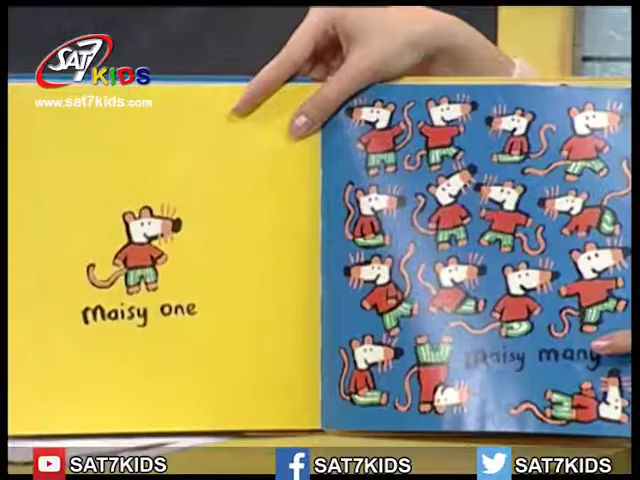 SAT7
KIDS
www.sat7kids.com
Maisy one
Maisy many
SAT7KIDS
SAT7KIDS
SAT7KIDS